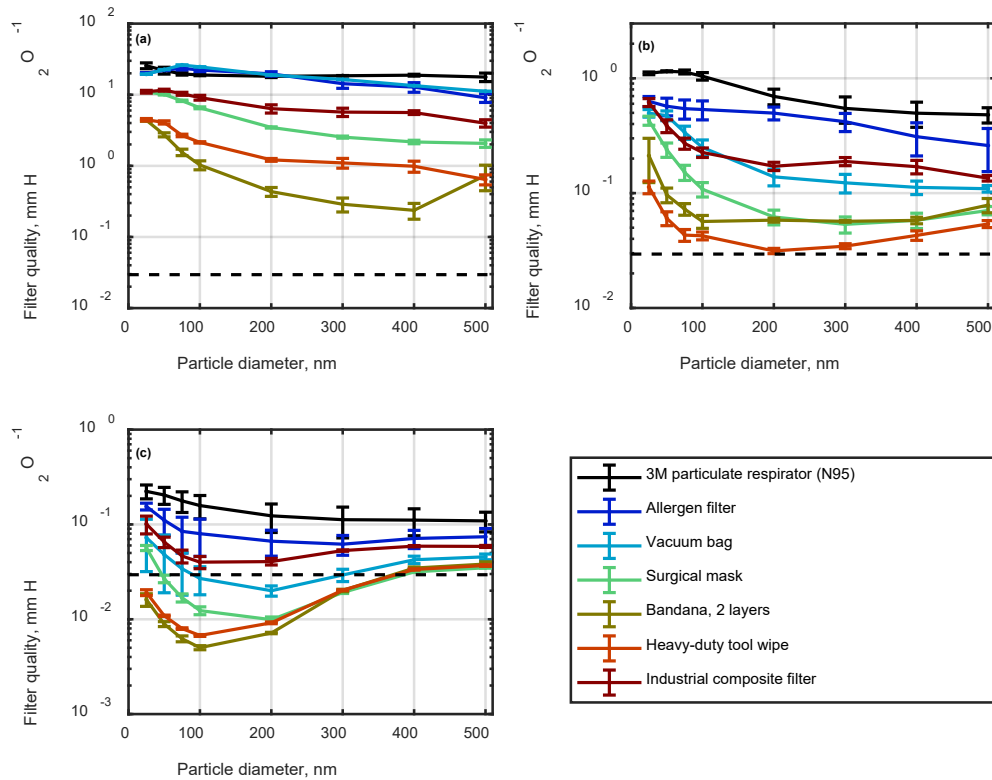 (a)
10 2
10 1
10 0
10 -1
10 -2
Filter quality, mm H 2 O -1
0 100 200 300 400 500
Particle diameter, nm
(b)
10 0
10 -1
10 -2
Filter quality, mm H 2 O -1
0 100 200 300 400 500
Particle diameter, nm
(c)
10 0
10 -1
10 -2
10 -3
Filter quality, mm H 2 O -1
0 100 200 300 400 500
Particle diameter, nm
3M particulate respirator (N95)
Allergen filter
Vacuum bag
Surgical mask
Bandana, 2 layers
Heavy-duty tool wipe
Industrial composite filter